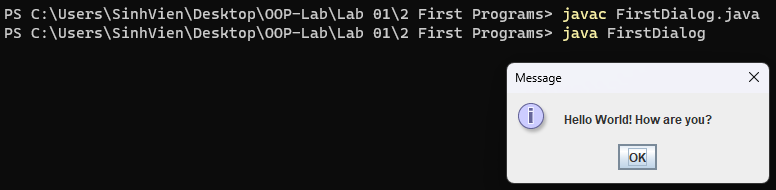 PS C:\Users\SinhVien\Desktop\OOP-Lab\Lab 01\2 First Programs> javac FirstDialog.java
PS C:\Users\SinhVien\Desktop\OOP-Lab\Lab 01\2 First Programs> java FirstDialog
Message
i
Hello World! How are you?
OK